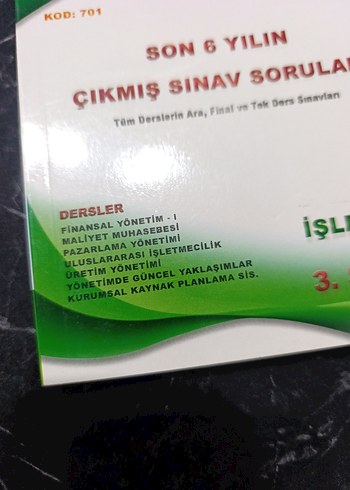 KOD: 701
SON 6 YILIN
ÇIKMIŞ SINAV SORULA
Tüm Derslerin Ara, Final ve Tek Ders Sınavları
DERSLER
FİNANSAL YÖNETİM - I
MALİYET MUHASEBESİ
PAZARLAMA YÖNETİMİ
ULUSLARARASI İŞLETMECİLİK
ÜRETİM YÖNETİMİ
YÖNETİMDE GÜNCEL YAKLAŞIMLAR
KURUMSAL KAYNAK PLANLAMA SİS.
İŞL
3.